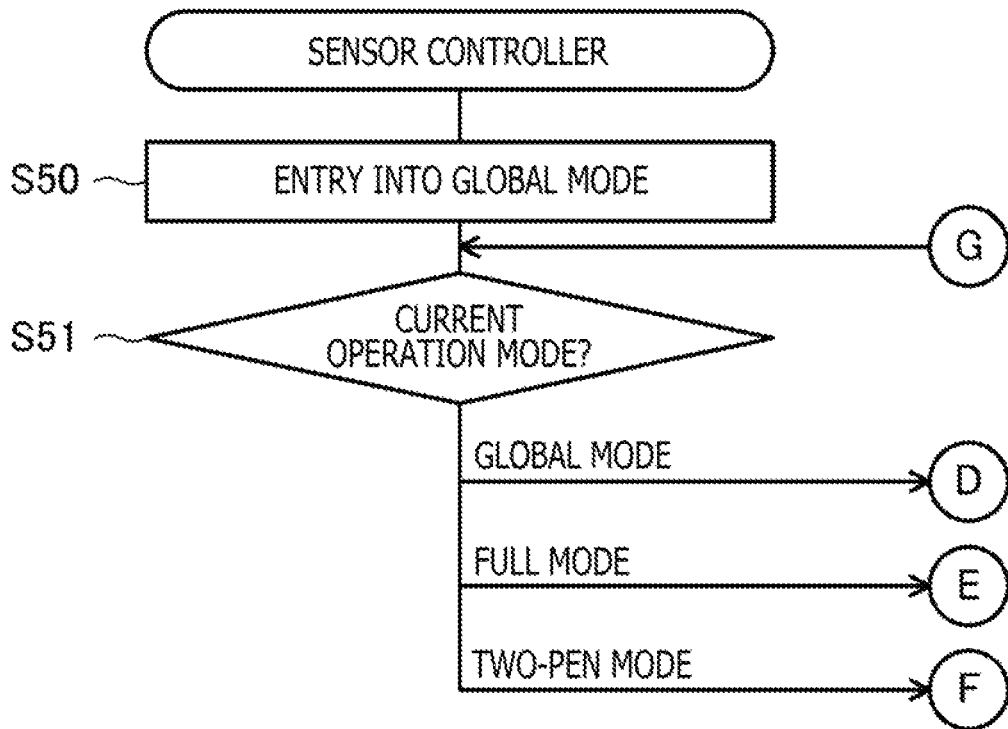 SENSOR CONTROLLER
S50
ENTRY INTO GLOBAL MODE
G
S51
CURRENT
OPERATION MODE?
GLOBAL MODE
D
FULL MODE
E
TWO-PEN MODE
F